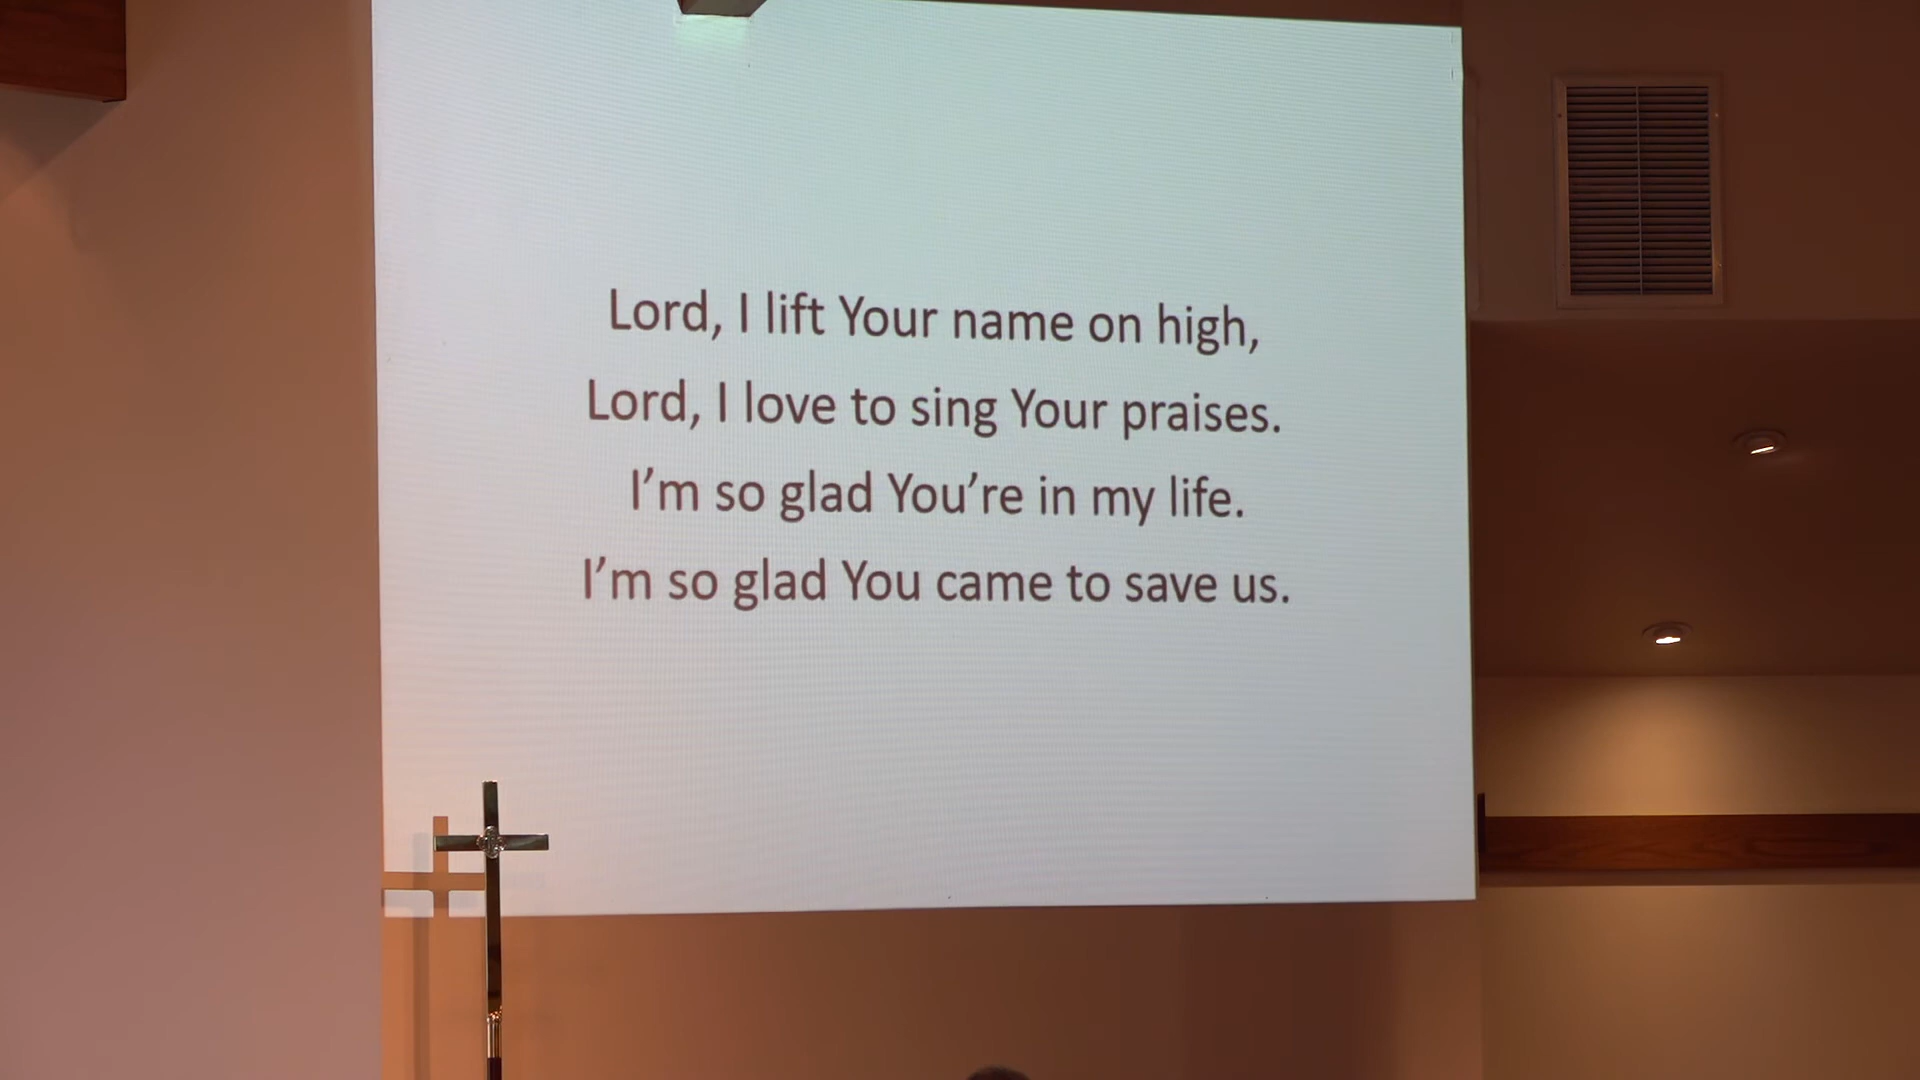 Lord, I lift Your name on high,
Lord, I love to sing Your praises.
I’m so glad You’re in my life.
I’m so glad You came to save us.